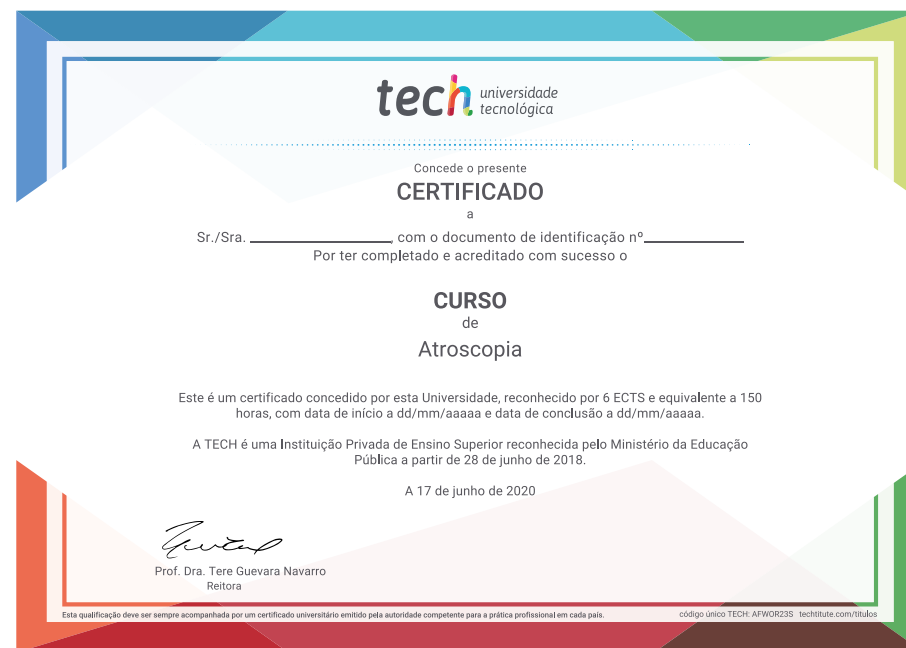 tech universidade
tecnológica
Concede o presente
CERTIFICADO
a
Sr./Sra. ________________, com o documento de identificação nº____________
Por ter completado e acreditado com sucesso o
CURSO
de
Atroscopia
Este é um certificado concedido por esta Universidade, reconhecido por 6 ECTS e equivalente a 150
horas, com data de início a dd/mm/aaaaa e data de conclusão a dd/mm/aaaaa.
A TECH é uma Instituição Privada de Ensino Superior reconhecida pelo Ministério da Educação
Pública a partir de 28 de junho de 2018.
A 17 de junho de 2020
Prof. Dra. Tere Guevara Navarro
Reitora
Esta qualificação deve ser sempre acompanhada por um certificado universitário emitido pela autoridade competente para a prática profissional em cada país.
código único TECH: AFWOR23S techtitute.com/titulos